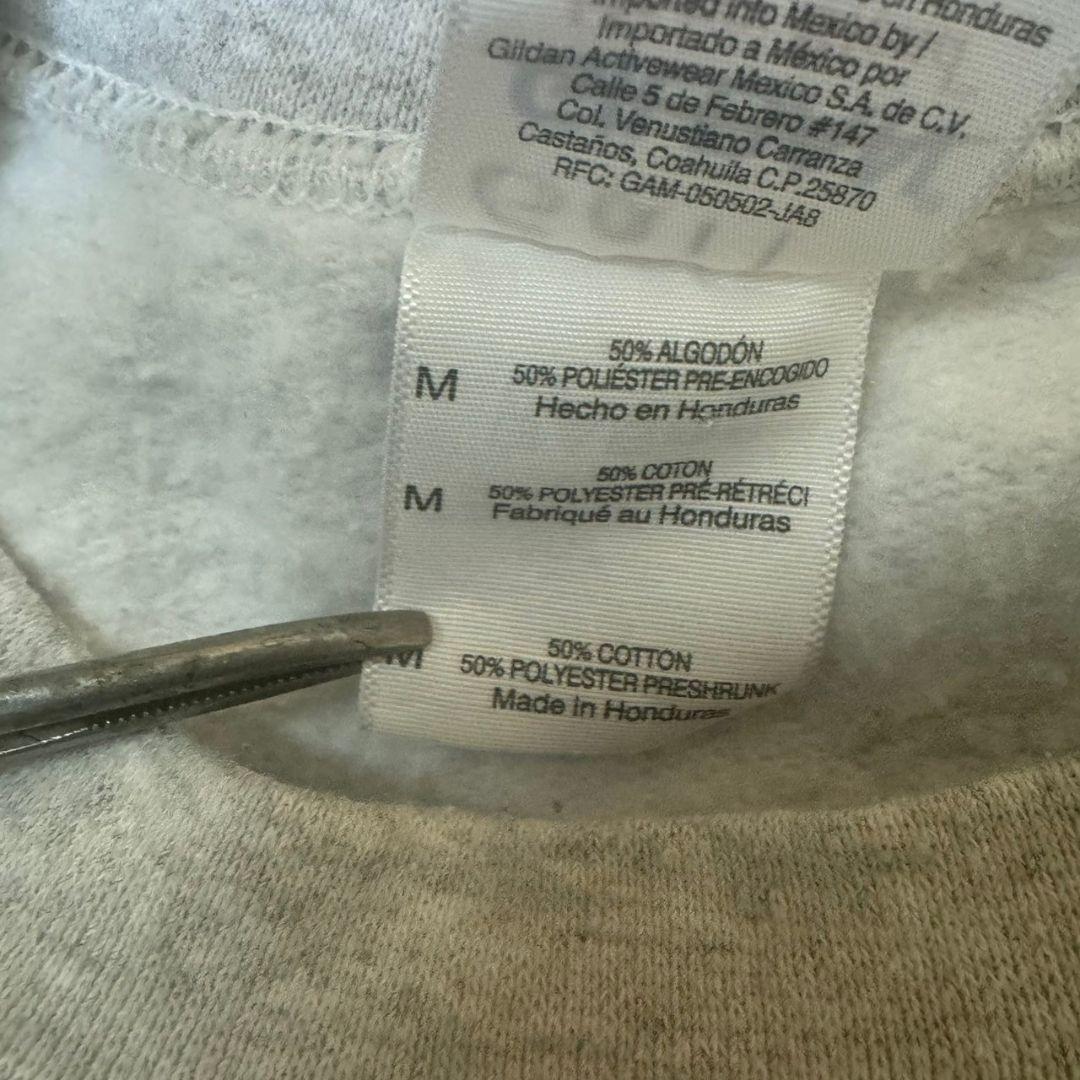 en Honduras
Imported into Mexico by /
Importado a México por
Gildan Activewear Mexico S.A. de C.V.
Calle 5 de Febrero #147
Col. Venustiano Carranza
Castaños, Coahuila C.P.25870
RFC: GAM-050502-JA8
M
50% ALGODÓN
50% POLIÉSTER PRE-ENCOGIDO
Hecho en Honduras
M
50% COTON
50% POLYESTER PRÉ-RÉTRÉCI
Fabriqué au Honduras
M
50% COTTON
50% POLYESTER PRESHRUNK
Made in Honduras